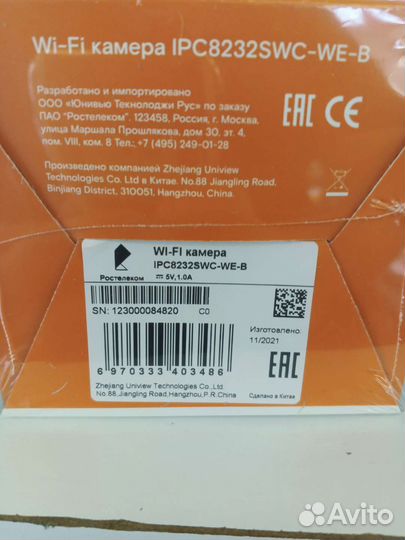 Wi-Fi камера IPC8232SWC-WE-B
Разработано и импортировано
ООО «Юнивью Текнолоджи Рус» по заказу
ПАО "Ростелеком". 123458, Россия, г. Москва,
улица Маршала Прошлякова, дом 30, эт. 4,
пом. VIII, ком. 8 Тел.: +7 (495) 249-01-28
EAC CE
Произведено компанией Zhejiang Uniview
Technologies Co. Ltd в Китае. No.88 Jiangling Road,
Binjiang District, 310051, Hangzhou, China.
Ростелеком
WI-FI камера
IPC8232SWC-WE-B
5V,1.0A
SN: 123000084820 C0
Изготовлено:
11/2021
EAC
6 970333 403486
Zhejiang Uniview Technologies Co.,Ltd
No.88,Jiangling Road,Hangzhou,P.R.China
Сделано в Китае
Avito